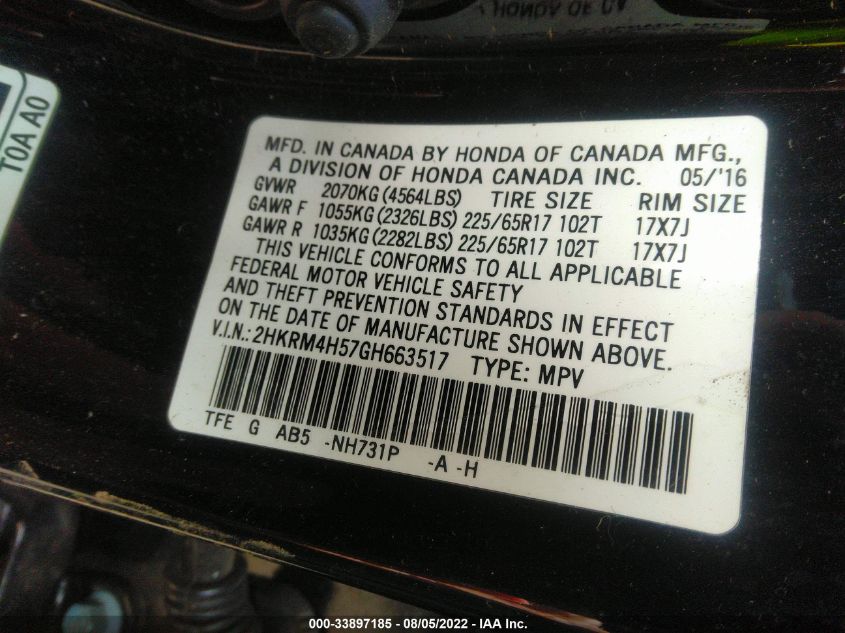 HONDA OF CA
T0A A0
MFD. IN CANADA BY HONDA OF CANADA MFG.,
A DIVISION OF HONDA CANADA INC. 05/'16
GVWR 2070KG (4564LBS) TIRE SIZE RIM SIZE
GAWR F 1055KG (2326LBS) 225/65R17 102T 17X7J
GAWR R 1035KG (2282LBS) 225/65R17 102T 17X7J
THIS VEHICLE CONFORMS TO ALL APPLICABLE
FEDERAL MOTOR VEHICLE SAFETY
AND THEFT PREVENTION STANDARDS IN EFFECT
ON THE DATE OF MANUFACTURE SHOWN ABOVE.
V.I.N.: 2HKRM4H57GH663517 TYPE: MPV
TFE G AB5 -NH731P -A -H
000-33897185 - 08/05/2022 - IAA Inc.